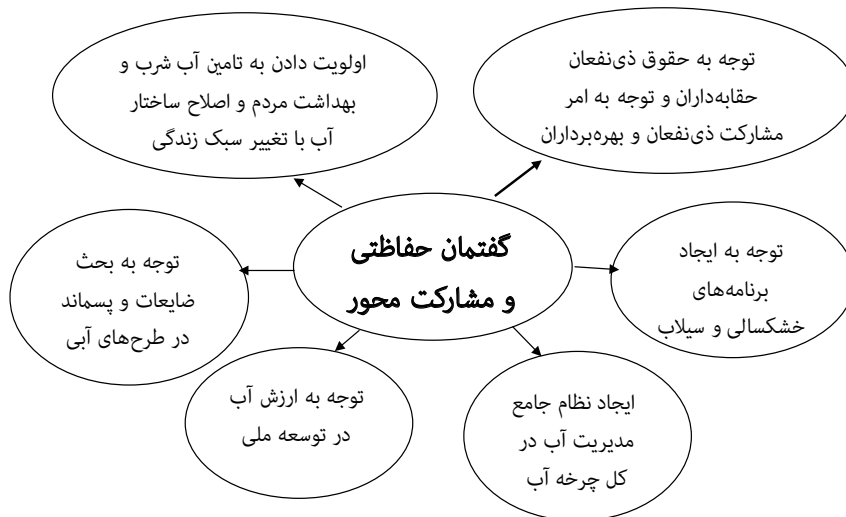 توجه به حقوق ذی‌نفعان
حقابه‌داران و توجه به امر
مشارکت ذی‌نفعان و بهره‌برداران
اولویت دادن به تامین آب شرب و
بهداشت مردم و اصلاح ساختار
آب با تغییر سبک زندگی
گفتمان حفاظتی
و مشارکت محور
توجه به ایجاد
برنامه‌های
خشکسالی و سیلاب
توجه به بحث
ضایعات و پسماند
در طرح‌های آبی
ایجاد نظام جامع
مدیریت آب در
کل چرخه آب
توجه به ارزش آب
در توسعه ملی